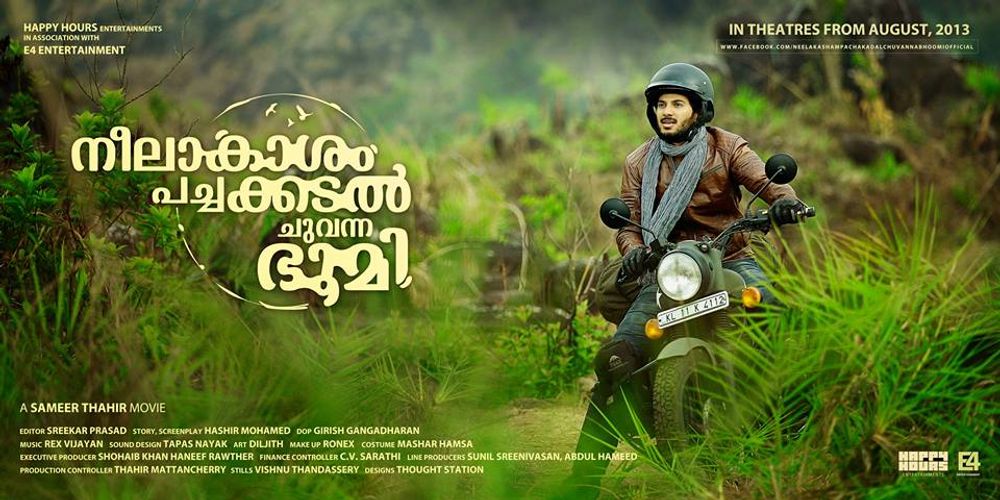 HAPPY HOURS ENTERTAINMENTS
IN ASSOCIATION WITH
E4 ENTERTAINMENT
IN THEATRES FROM AUGUST, 2013
WWW.FACEBOOK.COM/NEELAKASHAMPACHAKADALCHUVANNABHOOMIOFFICIAL
നീലാകാശം
പച്ചക്കടൽ
ചുവന്ന
ഭൂമി
KL 11 K 4112
A SAMEER THAHIR MOVIE
EDITOR SREEKAR PRASAD STORY, SCREENPLAY HASHIR MOHAMED DOP GIRISH GANGADHARAN
MUSIC REX VIJAYAN SOUND DESIGN TAPAS NAYAK ART DILJITH MAKE UP RONEX COSTUME MASHAR HAMSA
EXECUTIVE PRODUCER SHOHAIB KHAN HANEEF RAWTHER FINANCE CONTROLLER C.V. SARATHI LINE PRODUCERS SUNIL SREENIVASAN, ABDUL HAMEED
PRODUCTION CONTROLLER THAHIR MATTANCHERRY STILLS VISHNU THANDASSERY DESIGNS THOUGHT STATION
HAPPY
HOURS
ENTERTAINMENTS
E4
ENTERTAINMENT